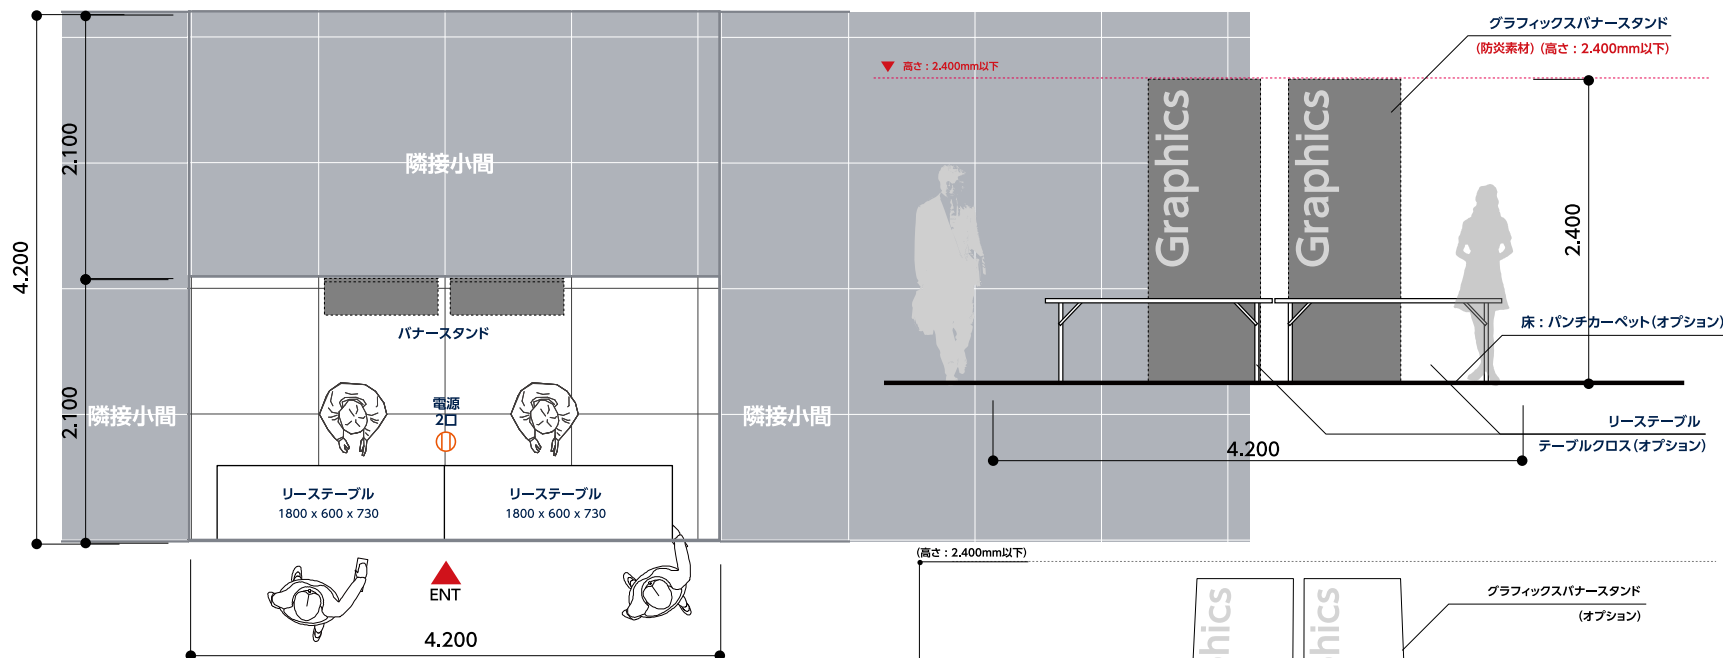 4.200
2.100
2.100
隣接小間
隣接小間
隣接小間
バナースタンド
電源
2口
リーステーブル
1800 x 600 x 730
リーステーブル
1800 x 600 x 730
ENT
4.200
高さ : 2.400mm以下
グラフィックスバナースタンド
(防炎素材) (高さ : 2.400mm以下)
Graphics
Graphics
2.400
床 : パンチカーペット(オプション)
リーステーブル
テーブルクロス(オプション)
4.200
(高さ : 2.400mm以下)
phics
phics
グラフィックスバナースタンド
(オプション)